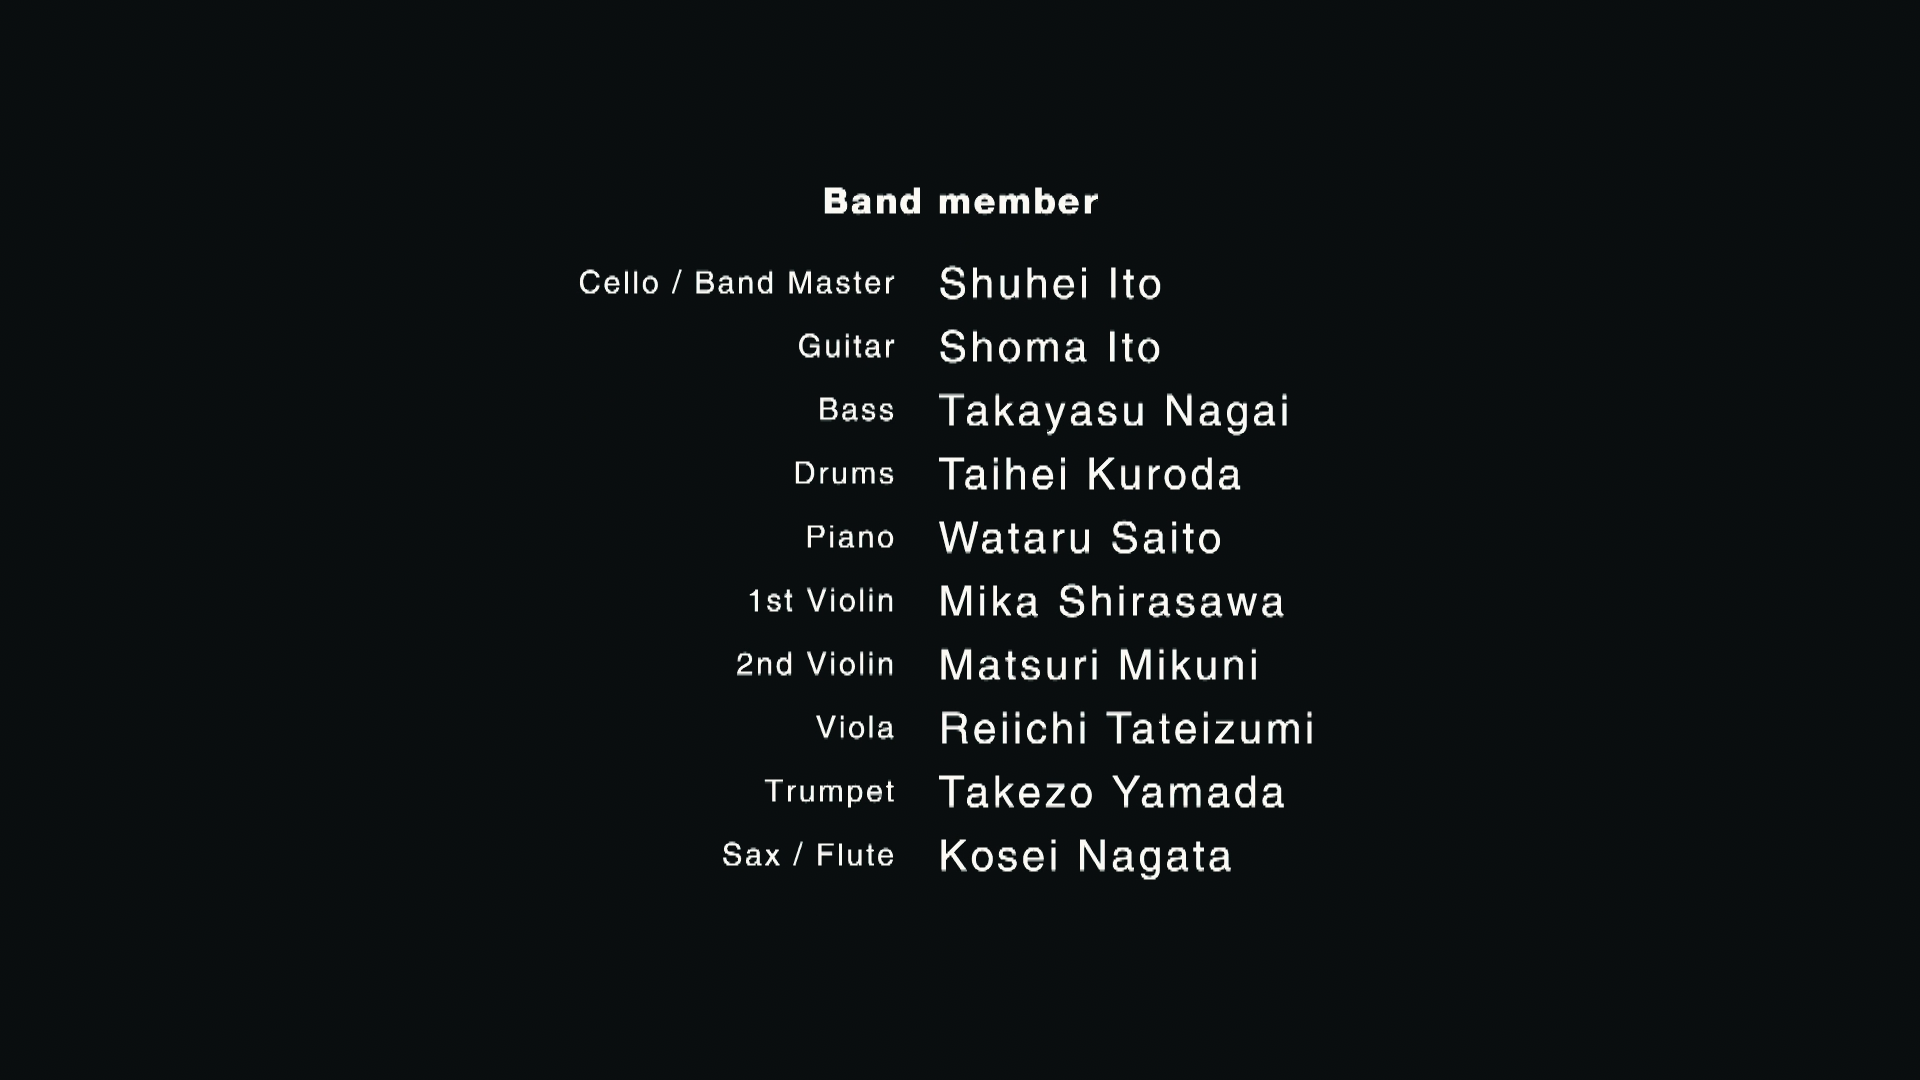 Band member
Cello / Band Master Shuhei Ito
Guitar Shoma Ito
Bass Takayasu Nagai
Drums Taihei Kuroda
Piano Wataru Saito
1st Violin Mika Shirasawa
2nd Violin Matsuri Mikuni
Viola Reiichi Tateizumi
Trumpet Takezo Yamada
Sax / Flute Kosei Nagata